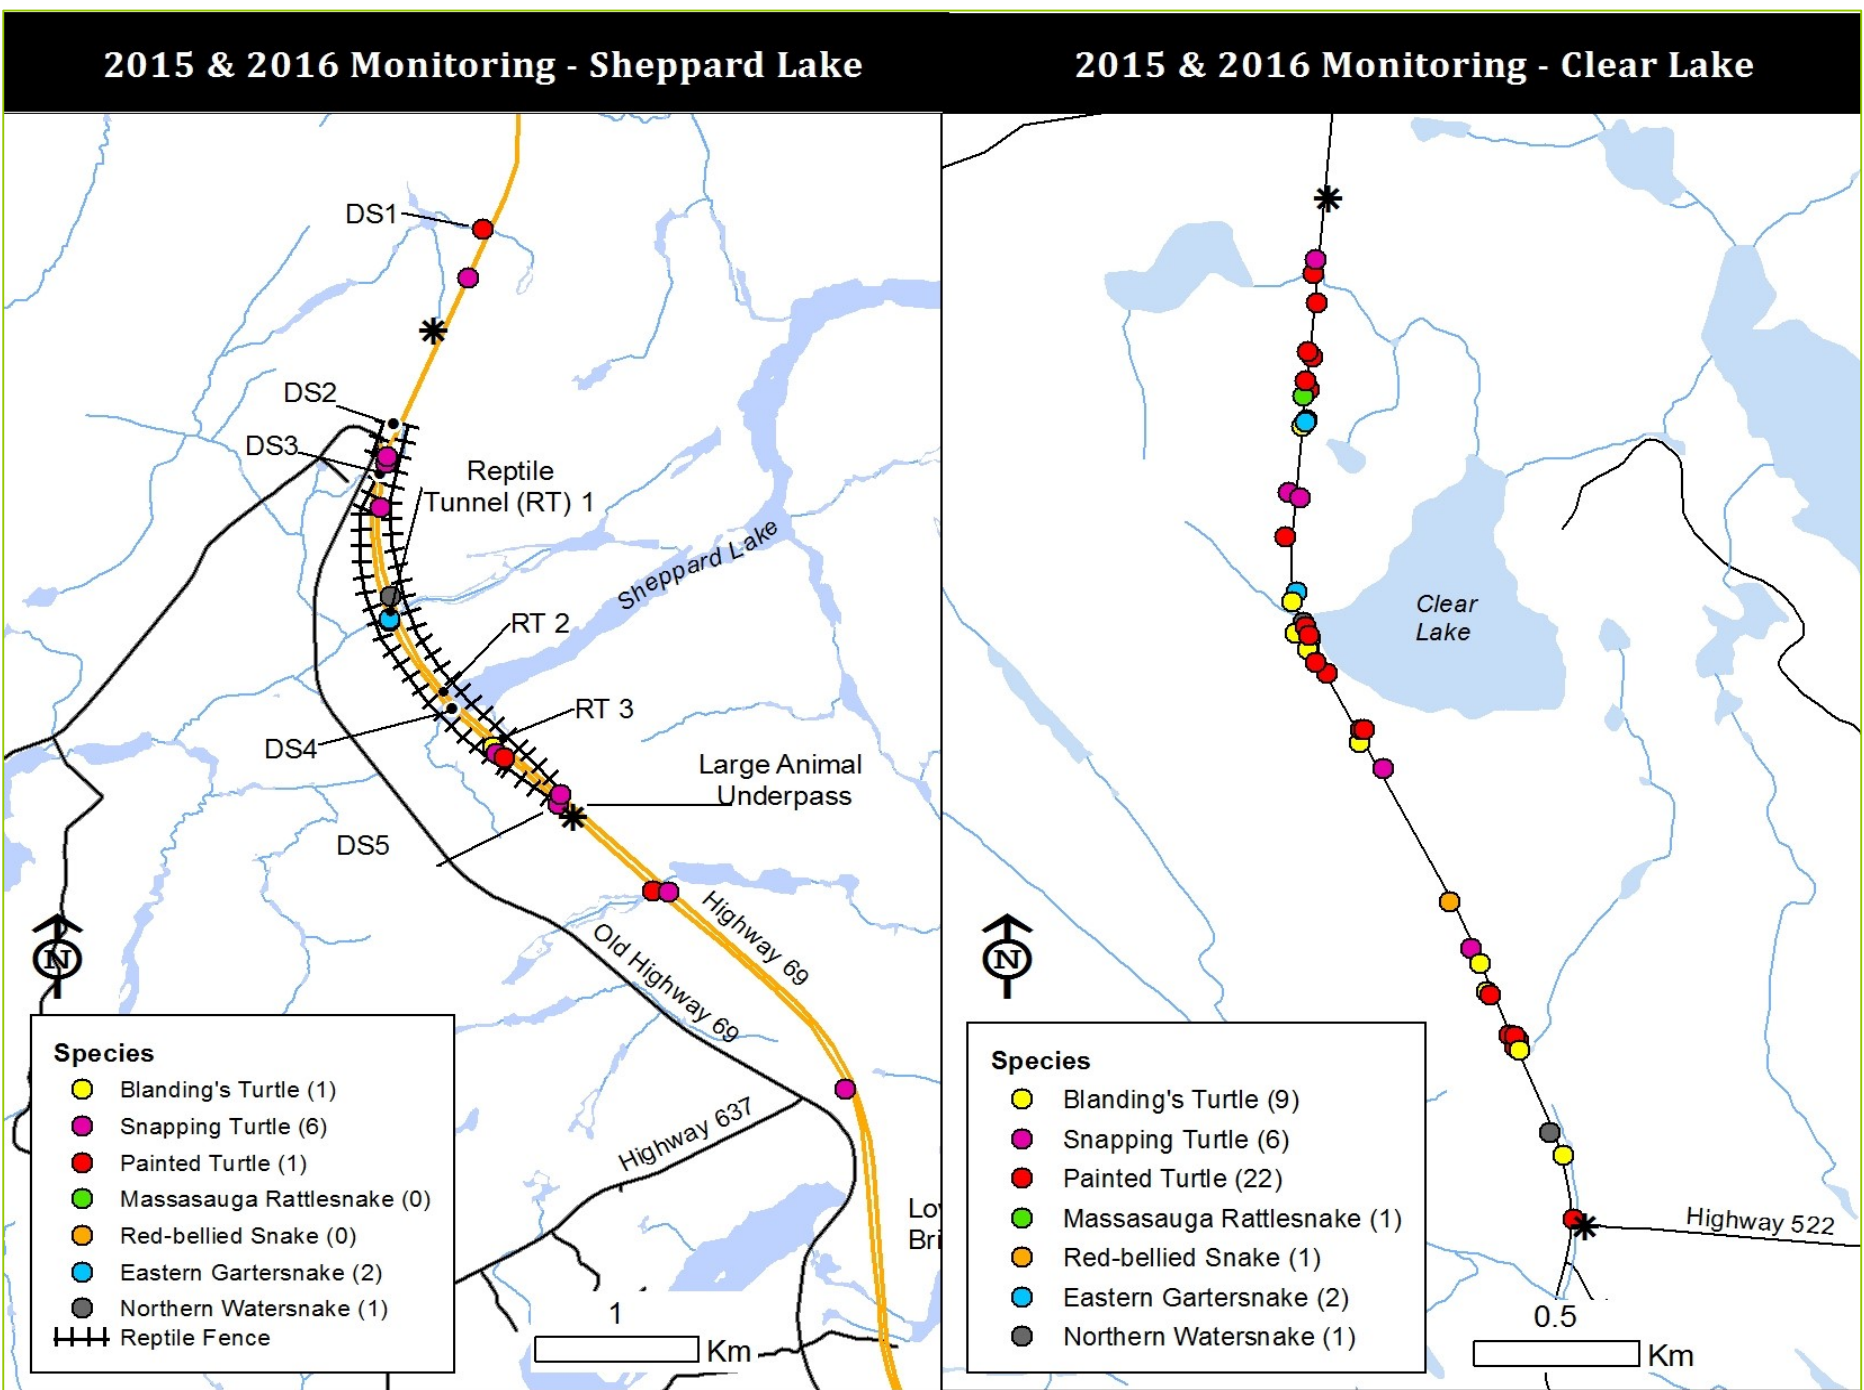 2015 & 2016 Monitoring - Sheppard Lake
DS1
DS2
DS3
Reptile
Tunnel (RT) 1
Sheppard Lake
RT 2
RT 3
DS4
Large Animal
Underpass
DS5
Highway 69
Old Highway 69
Highway 637
N
Species
Blanding's Turtle (1)
Snapping Turtle (6)
Painted Turtle (1)
Massasauga Rattlesnake (0)
Red-bellied Snake (0)
Eastern Gartersnake (2)
Northern Watersnake (1)
Reptile Fence
1
Km
2015 & 2016 Monitoring - Clear Lake
Clear
Lake
N
Species
Blanding's Turtle (9)
Snapping Turtle (6)
Painted Turtle (22)
Massasauga Rattlesnake (1)
Red-bellied Snake (1)
Eastern Gartersnake (2)
Northern Watersnake (1)
Highway 522
0.5
Km